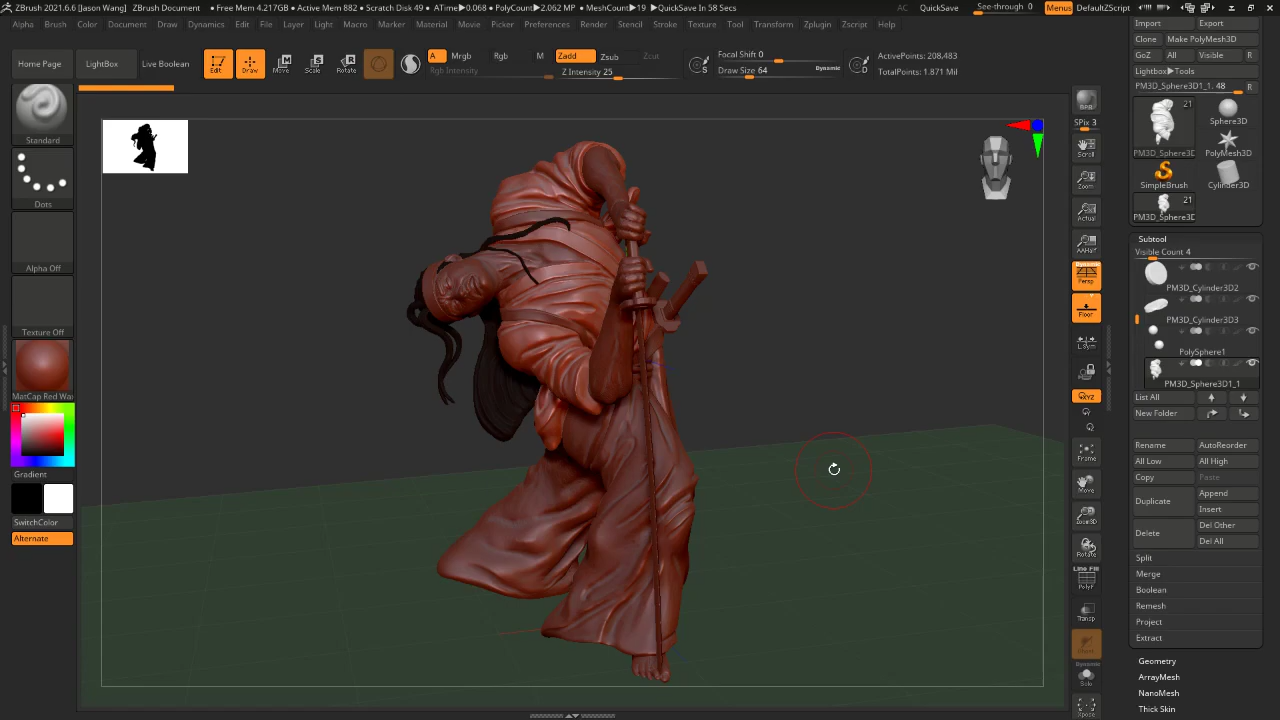 ZBrush 2021.6.6 [Jason Wang] ZBrush Document ● Free Mem 4.217GB ● Active Mem 882 ● Scratch Disk 49 ● ATime▶0.068 ● PolyCount▶2.062 MP ● MeshCount▶19 ▶QuickSave In 58 Secs AC QuickSave See-through 0 Menus DefaultZScript
Alpha Brush Color Document Draw Dynamics Edit File Layer Light Macro Marker Material Movie Picker Preferences Render Stencil Stroke Texture Tool Transform Zplugin Zscript Help
Home Page LightBox Live Boolean
Edit Draw Move Scale Rotate
A Mrgb Rgb M Zadd Zsub Zcut
Rgb Intensity Z Intensity 25
S Focal Shift 0
Draw Size 64 Dynamic
D ActivePoints: 208,483
TotalPoints: 1.871 Mil
Standard
Dots
Alpha Off
Texture Off
MatCap Red Wa
Gradient
SwitchColor
Alternate
BPR
SPix 3
Scroll
Zoom
Actual
AAHalf
Dynamic
Persp
Floor
L.Sym
XYZ
Frame
Move
Zoom3D
Rotate
Line Fill
PolyF
Transp
Dynamic
Solo
Xpose
Import Export
Clone Make PolyMesh3D
GoZ All Visible R
Lightbox▶Tools
PM3D_Sphere3D1_1. 48 R
21
Sphere3D
PM3D_Sphere3D PolyMesh3D
SimpleBrush Cylinder3D
21
PM3D_Sphere3D
Subtool
Visible Count 4
PM3D_Cylinder3D2
PM3D_Cylinder3D3
PolySphere1
PM3D_Sphere3D1_1
List All
New Folder
Rename AutoReorder
All Low All High
Copy Paste
Duplicate Append
Insert
Delete Del Other
Del All
Split
Merge
Boolean
Remesh
Project
Extract
Geometry
ArrayMesh
NanoMesh
Thick Skin